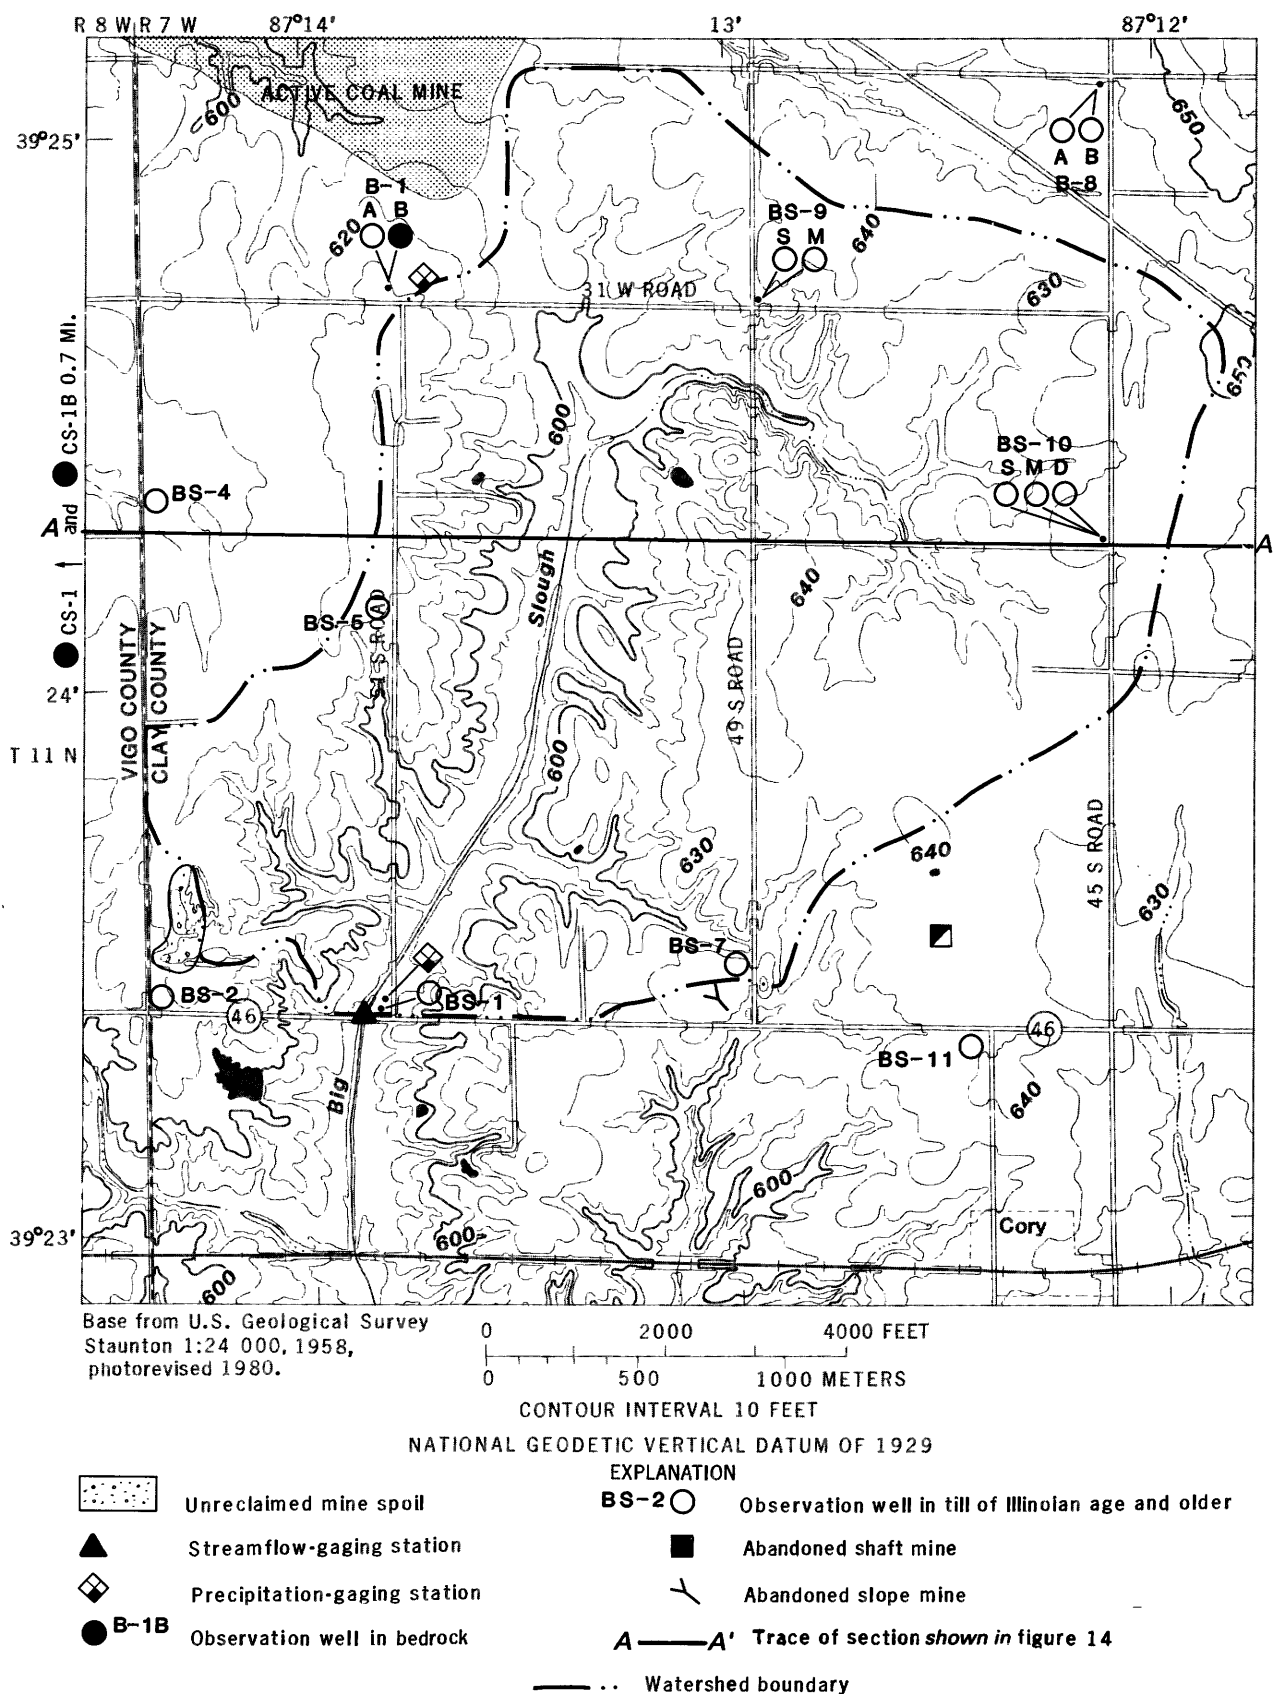 R 8 W R 7 W 87°14' 13' 87°12'
ACTIVE COAL MINE
600
650
39°25'
A B
B-8
B-1
A B
620
BS-9
S M
640
31 W ROAD
630
650
CS-1B 0.7 MI.
and
CS-1
600
BS-10
S M D
BS-4
A
A
Slough
640
BS-5
51 S ROAD
49 S ROAD
24'
T 11 N
VIGO COUNTY
CLAY COUNTY
600
630
640
45 S ROAD
630
BS-7
BS-2
BS-1
46
46
BS-11
Big
640
600
Cory
39°23'
600
600
Base from U.S. Geological Survey
Staunton 1:24 000, 1958,
photorevised 1980.
0 2000 4000 FEET
0 500 1000 METERS
CONTOUR INTERVAL 10 FEET
NATIONAL GEODETIC VERTICAL DATUM OF 1929
EXPLANATION
Unreclaimed mine spoil
BS-2 Observation well in till of Illinoian age and older
Streamflow-gaging station
Abandoned shaft mine
Precipitation-gaging station
Abandoned slope mine
B-1B Observation well in bedrock
A A' Trace of section shown in figure 14
Watershed boundary